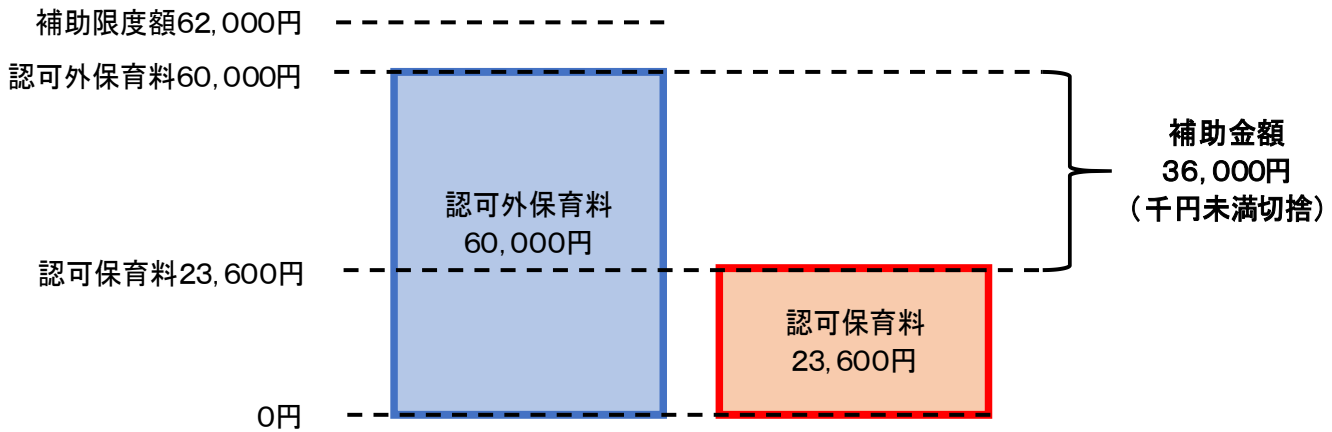 補助限度額62,000円
認可外保育料60,000円
補助金額
36,000円
(千円未満切捨)
認可外保育料
60,000円
認可保育料23,600円
認可保育料
23,600円
0円